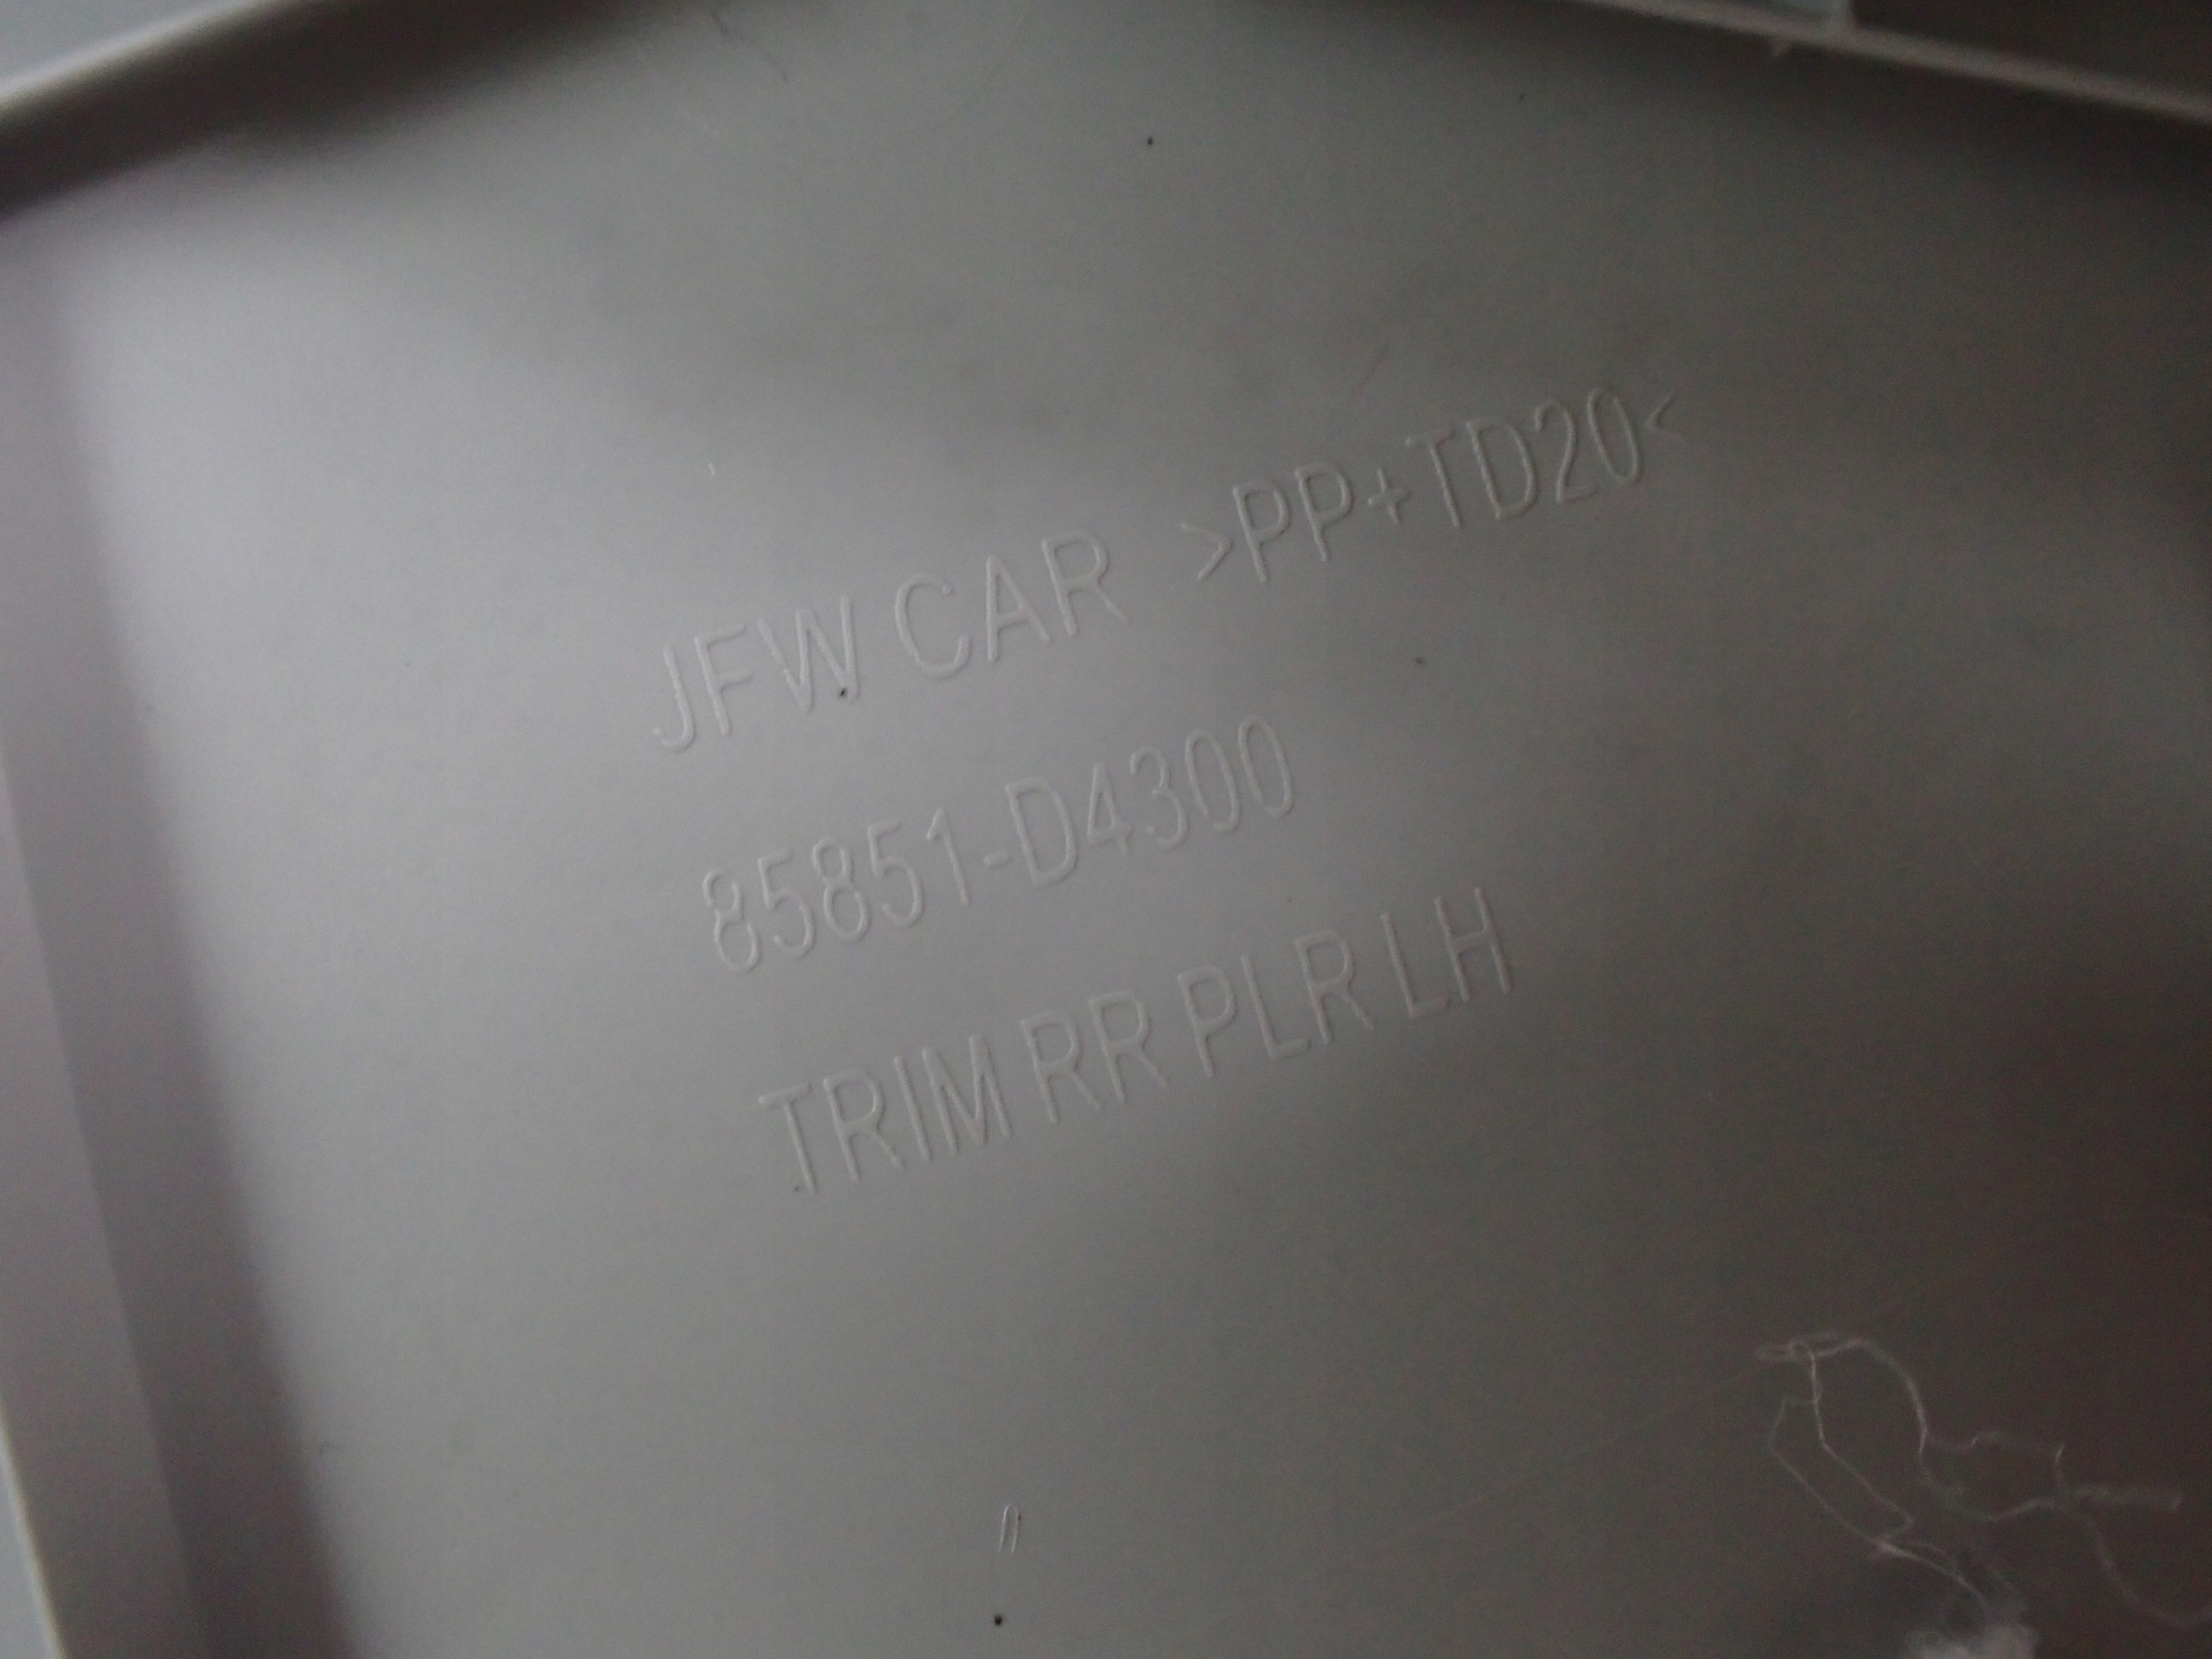 JFW CAR >PP+TD20<
85851-D4300
TRIM RR PLR LH